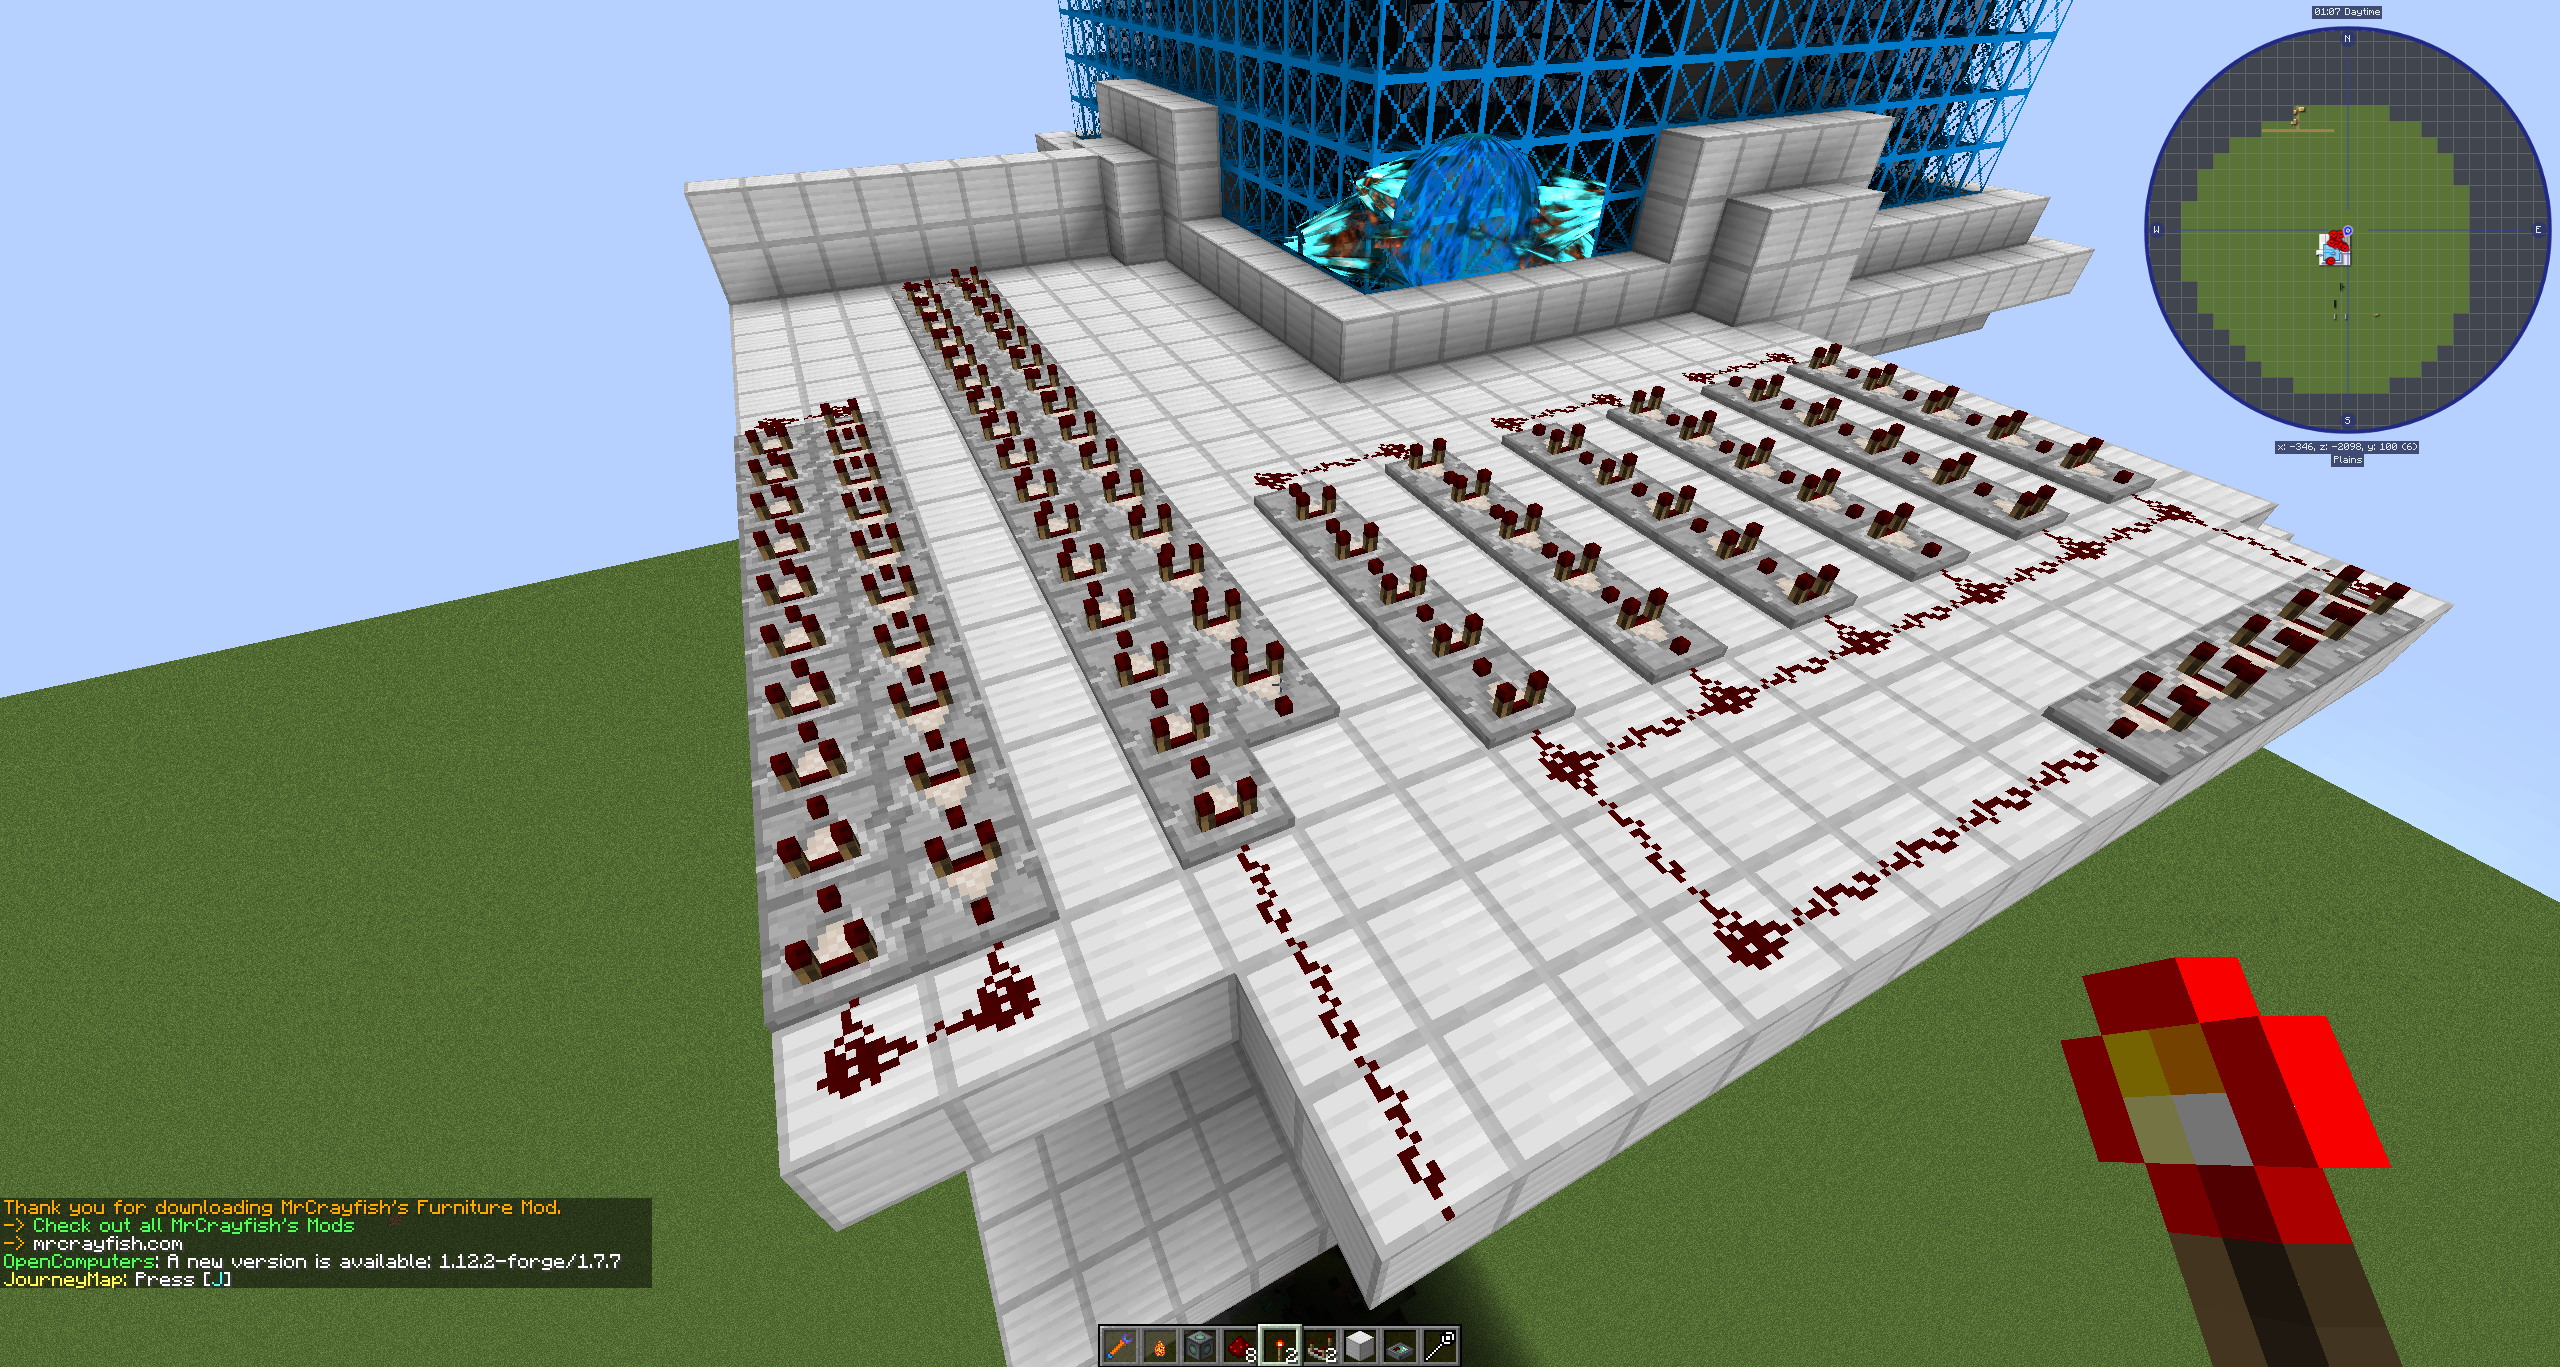 01:07 Daytime
N
W
E
S
x: -346, z: -2098, y: 100 (6)
Plains
Thank you for downloading MrCrayfish's Furniture Mod.
-> Check out all MrCrayfish's Mods
-> mrcrayfish.com
OpenComputers: A new version is available: 1.12.2-forge/1.7.7
JourneyMap: Press [J]
8 2 2